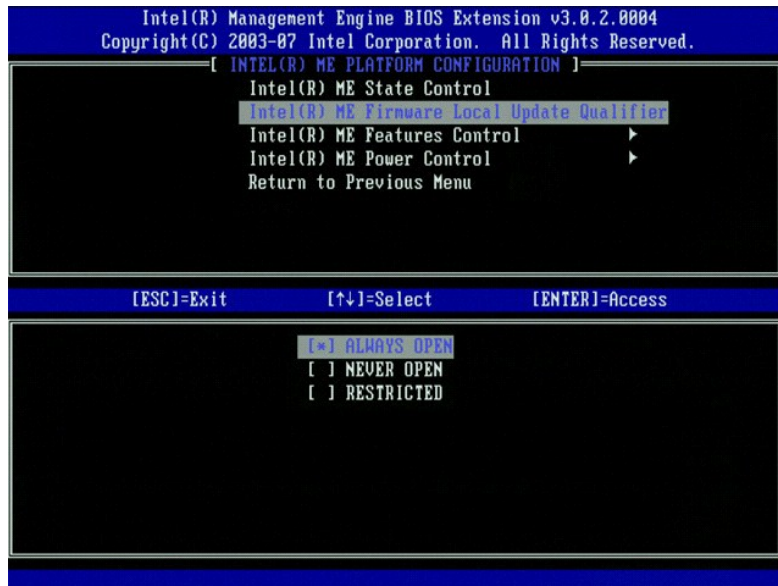 Intel(R) Management Engine BIOS Extension v3.0.2.0004
Copyright(C) 2003-07 Intel Corporation. All Rights Reserved.
[ INTEL(R) ME PLATFORM CONFIGURATION ]
Intel(R) ME State Control
Intel(R) ME Firmware Local Update Qualifier
Intel(R) ME Features Control ►
Intel(R) ME Power Control ►
Return to Previous Menu
[ESC]=Exit [↑↓]=Select [ENTER]=Access
[*] ALWAYS OPEN
[ ] NEVER OPEN
[ ] RESTRICTED